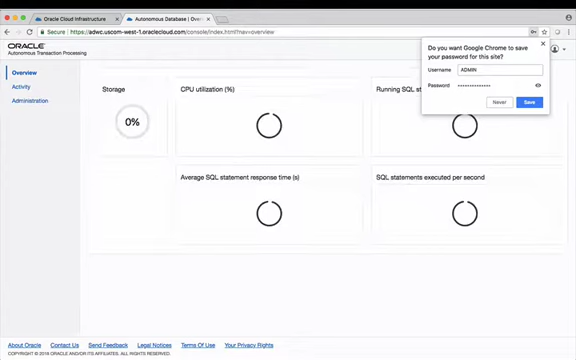 Oracle Cloud Infrastructure
Autonomous Database | Over
Secure
https://adwc.uscom-west-1.oraclecloud.com/console/index.html?nav=overview
ORACLE
Autonomous Transaction Processing
Do you want Google Chrome to save
your password for this site?
Username ADMIN
Password ••••••••••••••
Never Save
Overview
Activity
Administration
Storage
0%
CPU utilization (%)
Running SQL st
Average SQL statement response time (s)
SQL statements executed per second
About Oracle Contact Us Send Feedback Legal Notices Terms Of Use Your Privacy Rights
COPYRIGHT © 2018 ORACLE AND/OR ITS AFFILIATES. ALL RIGHTS RESERVED.